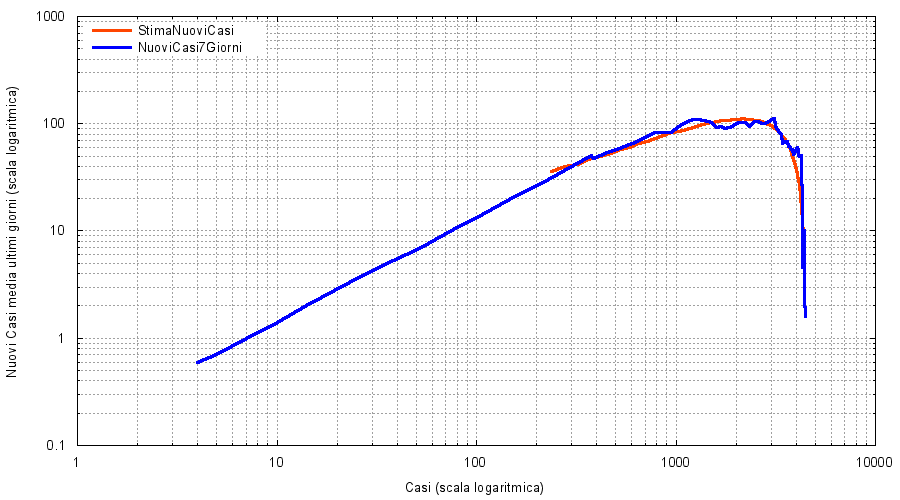 1000
StimaNuoviCasi
NuoviCasi7Giorni
100
10
1
0.1
Nuovi Casi media ultimi giorni (scala logaritmica)
1 10 100 1000 10000
Casi (scala logaritmica)